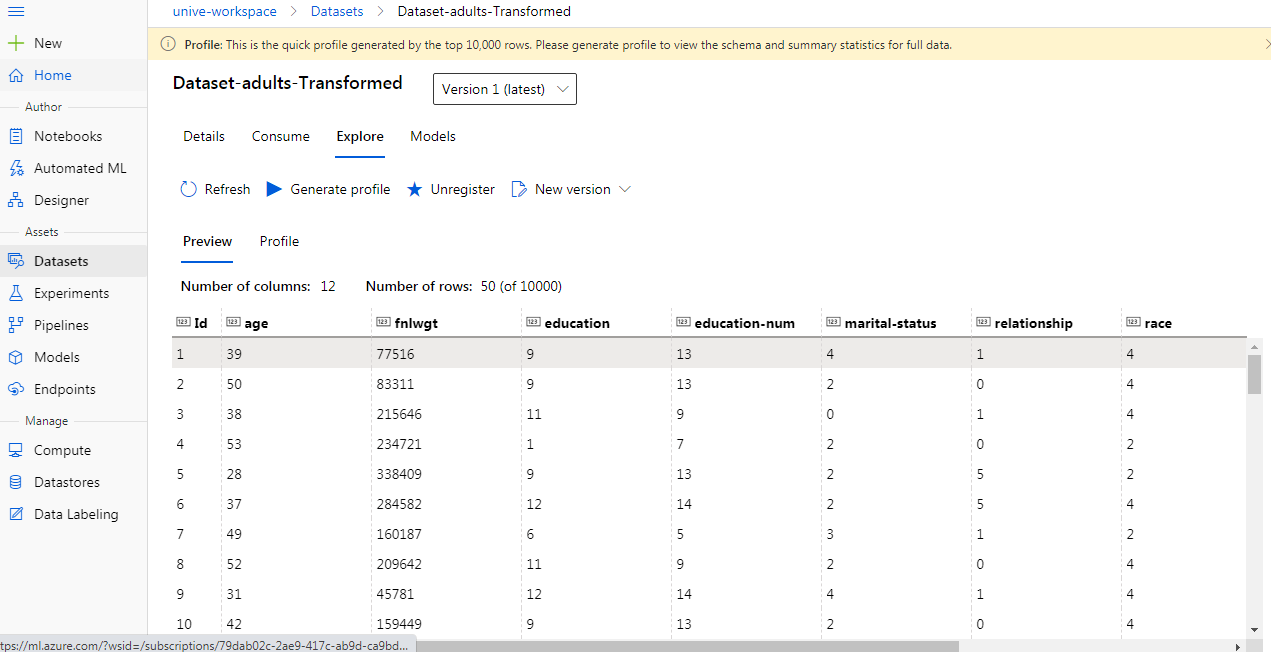 unive-workspace > Datasets > Dataset-adults-Transformed
New
Home
Author
Notebooks
Automated ML
Designer
Assets
Datasets
Experiments
Pipelines
Models
Endpoints
Manage
Compute
Datastores
Data Labeling
Profile: This is the quick profile generated by the top 10,000 rows. Please generate profile to view the schema and summary statistics for full data.
Dataset-adults-Transformed Version 1 (latest)
Details Consume Explore Models
Refresh Generate profile Unregister New version
Preview Profile
Number of columns: 12 Number of rows: 50 (of 10000)
123 Id 123 age 123 fnlwgt 123 education 123 education-num 123 marital-status 123 relationship 123 race
1 39 77516 9 13 4 1 4
2 50 83311 9 13 2 0 4
3 38 215646 11 9 0 1 4
4 53 234721 1 7 2 0 2
5 28 338409 9 13 2 5 2
6 37 284582 12 14 2 5 4
7 49 160187 6 5 3 1 2
8 52 209642 11 9 2 0 4
9 31 45781 12 14 4 1 4
10 42 159449 9 13 2 0 4
tps://ml.azure.com/?wsid=/subscriptions/79dab02c-2ae9-417c-ab9d-ca9bd...